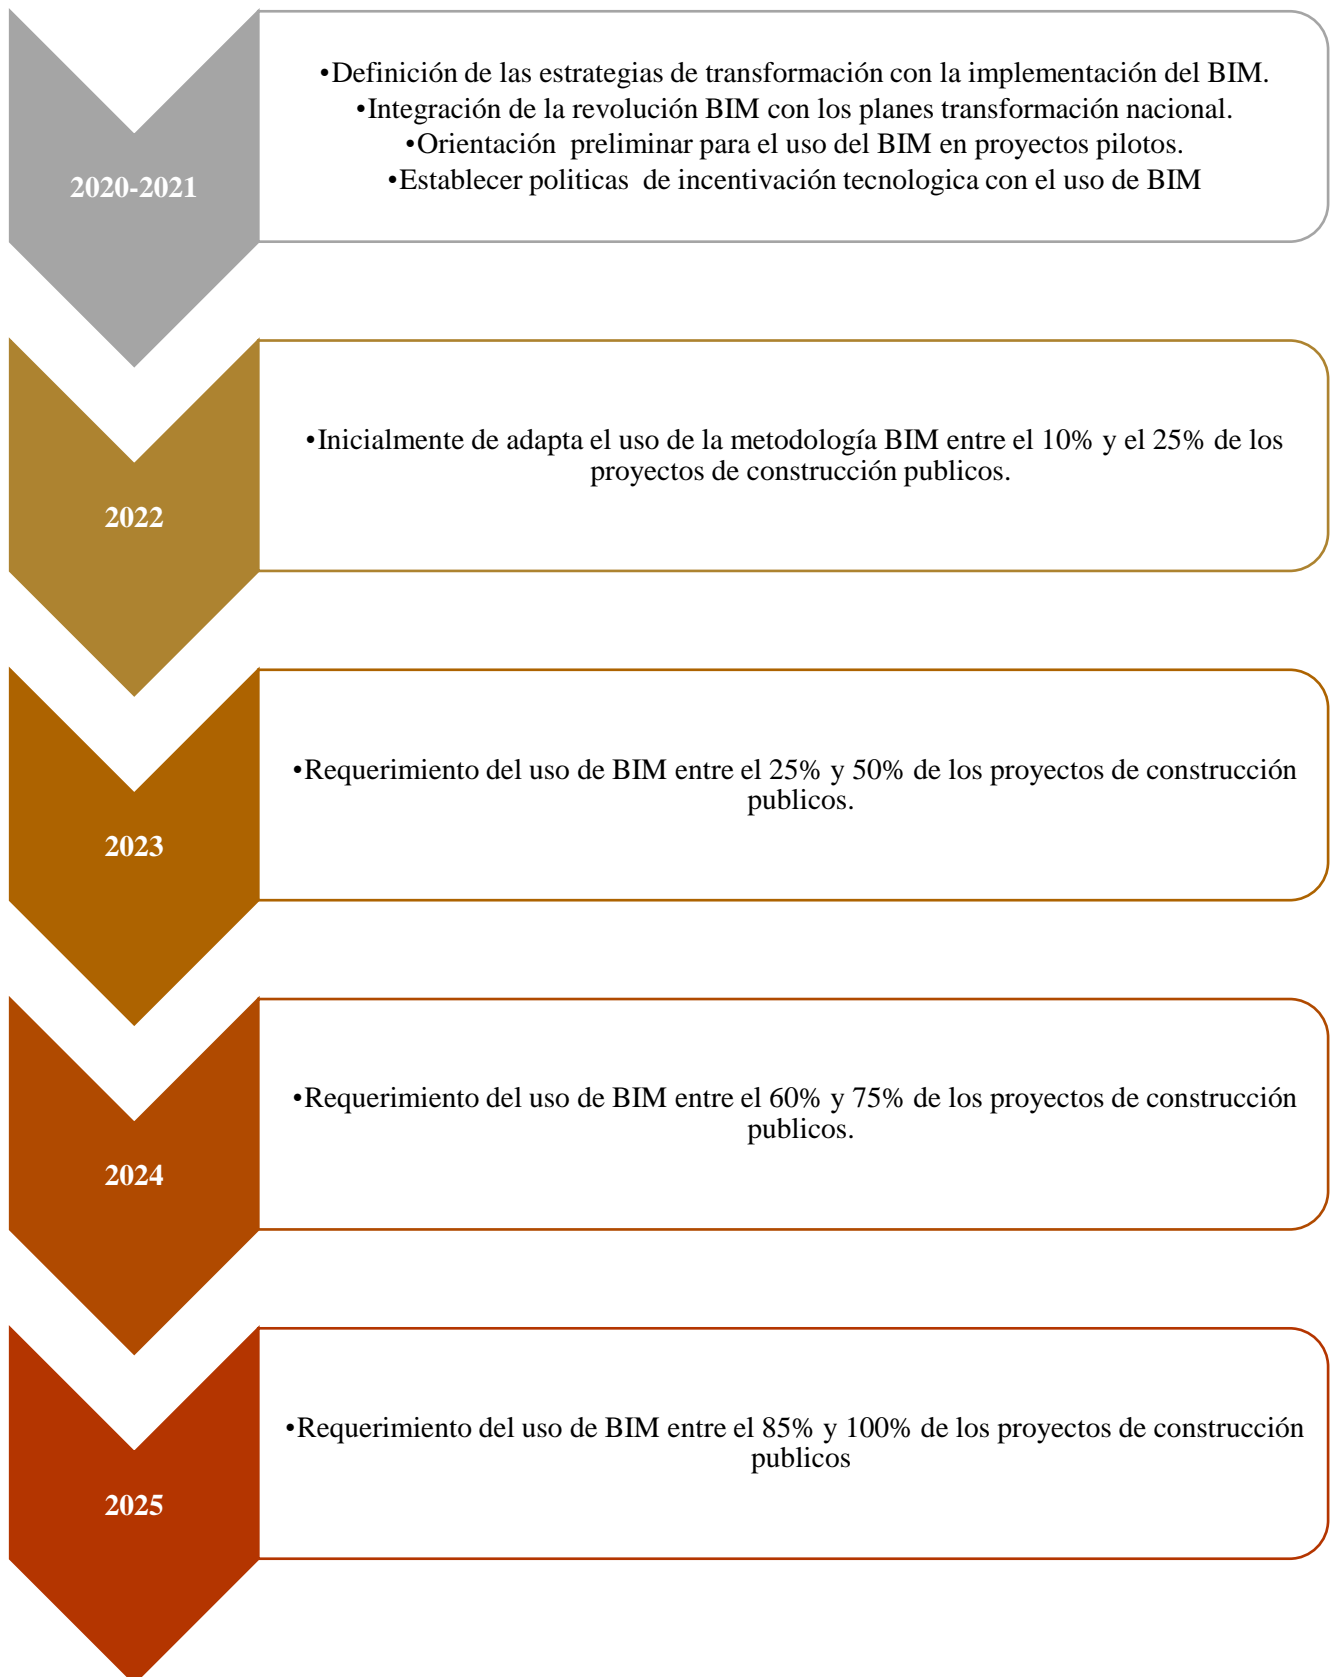 2020-2021
•Definición de las estrategias de transformación con la implementación del BIM.
•Integración de la revolución BIM con los planes transformación nacional.
•Orientación  preliminar para el uso del BIM en proyectos pilotos.
•Establecer politicas  de incentivación tecnologica con el uso de BIM
2022
•Inicialmente de adapta el uso de la metodología BIM entre el 10% y el 25% de los
proyectos de construcción publicos.
2023
•Requerimiento del uso de BIM entre el 25% y 50% de los proyectos de construcción
publicos.
2024
•Requerimiento del uso de BIM entre el 60% y 75% de los proyectos de construcción
publicos.
2025
•Requerimiento del uso de BIM entre el 85% y 100% de los proyectos de construcción
publicos